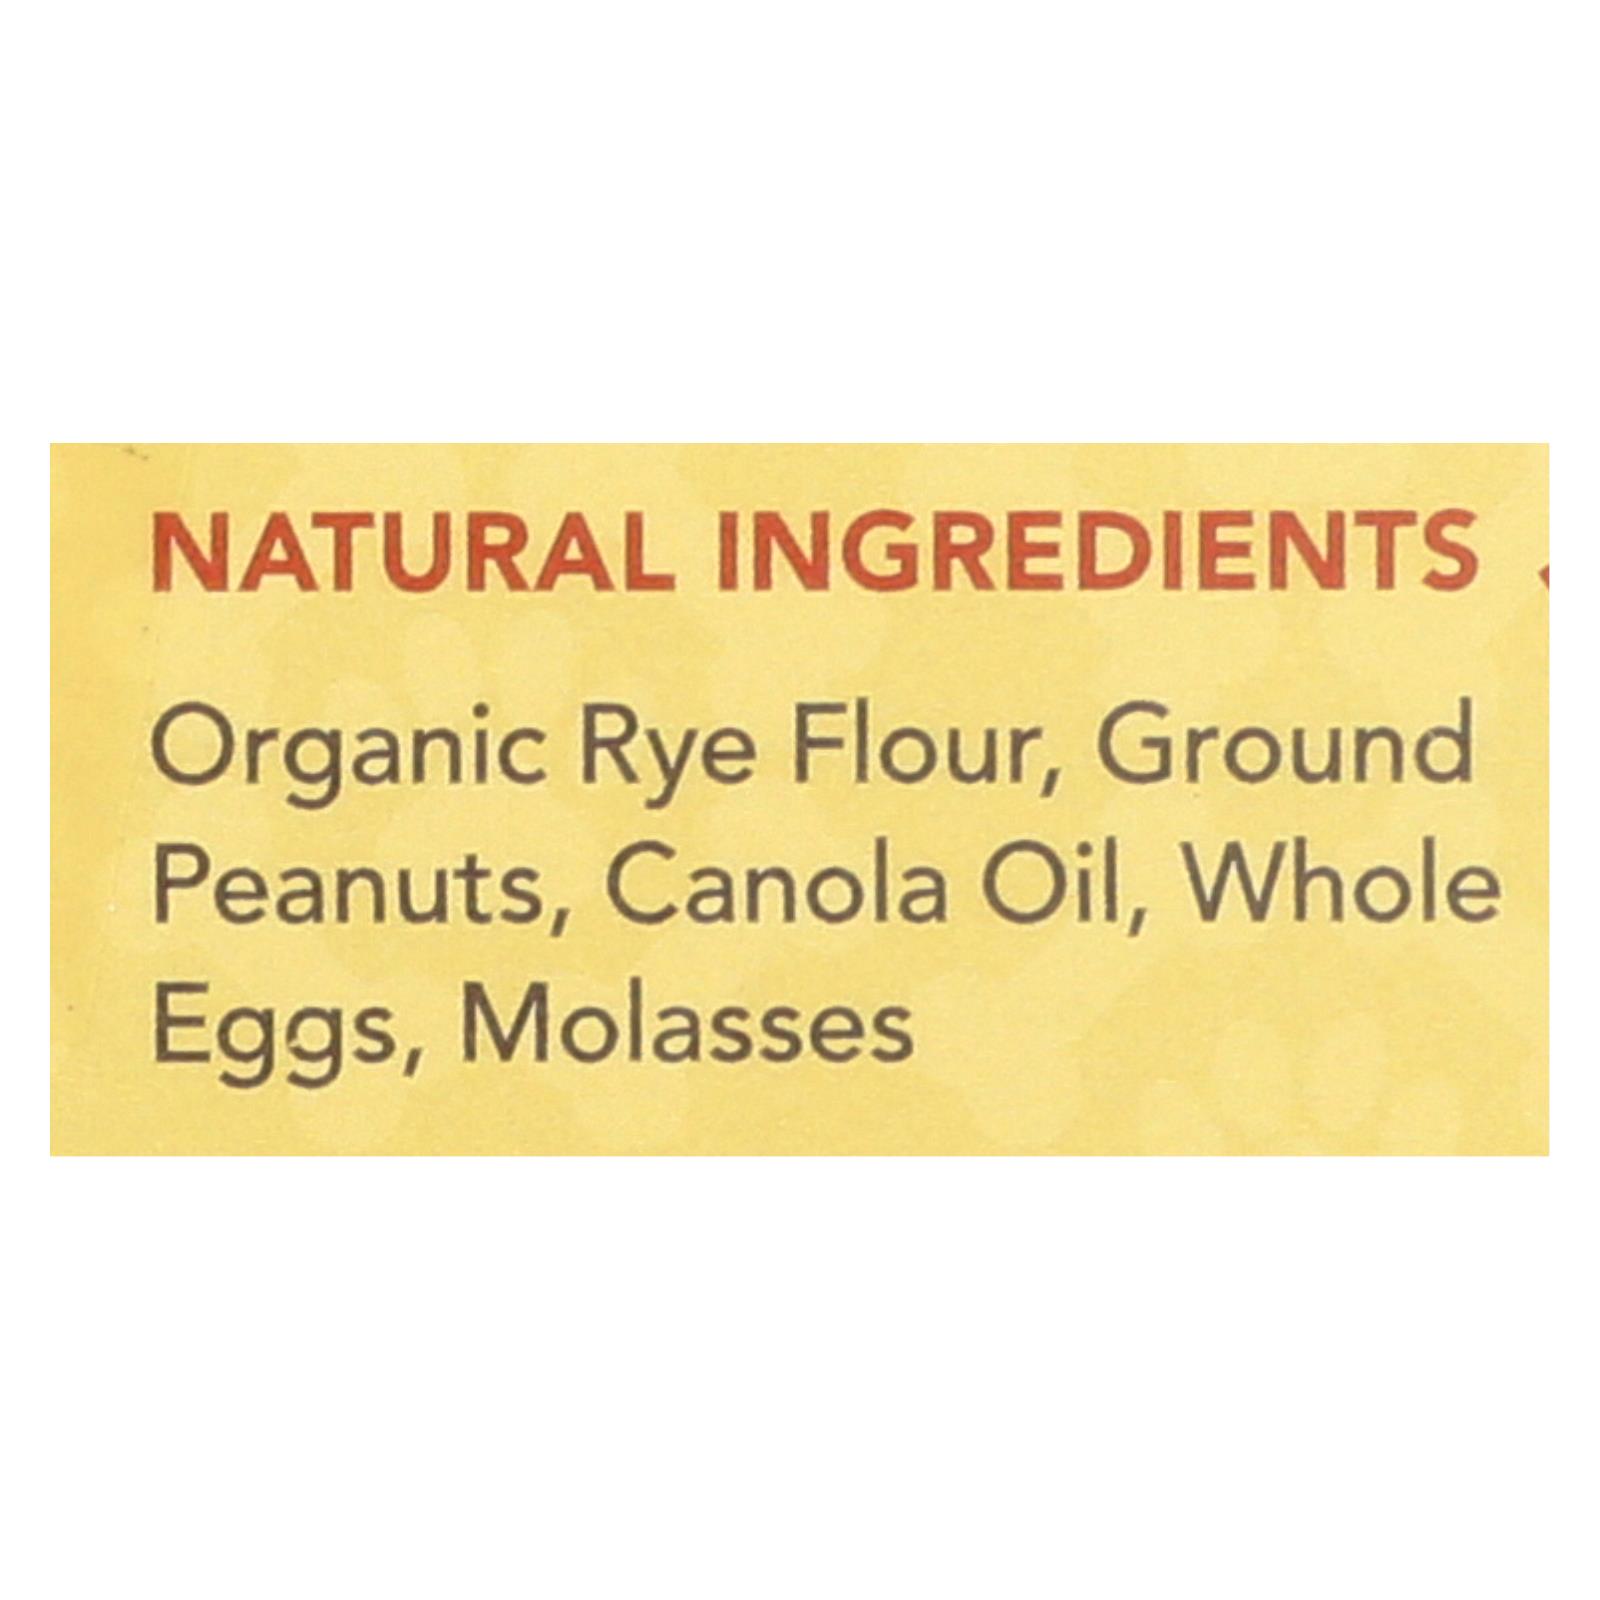 NATURAL INGREDIENTS
Organic Rye Flour, Ground
Peanuts, Canola Oil, Whole
Eggs, Molasses